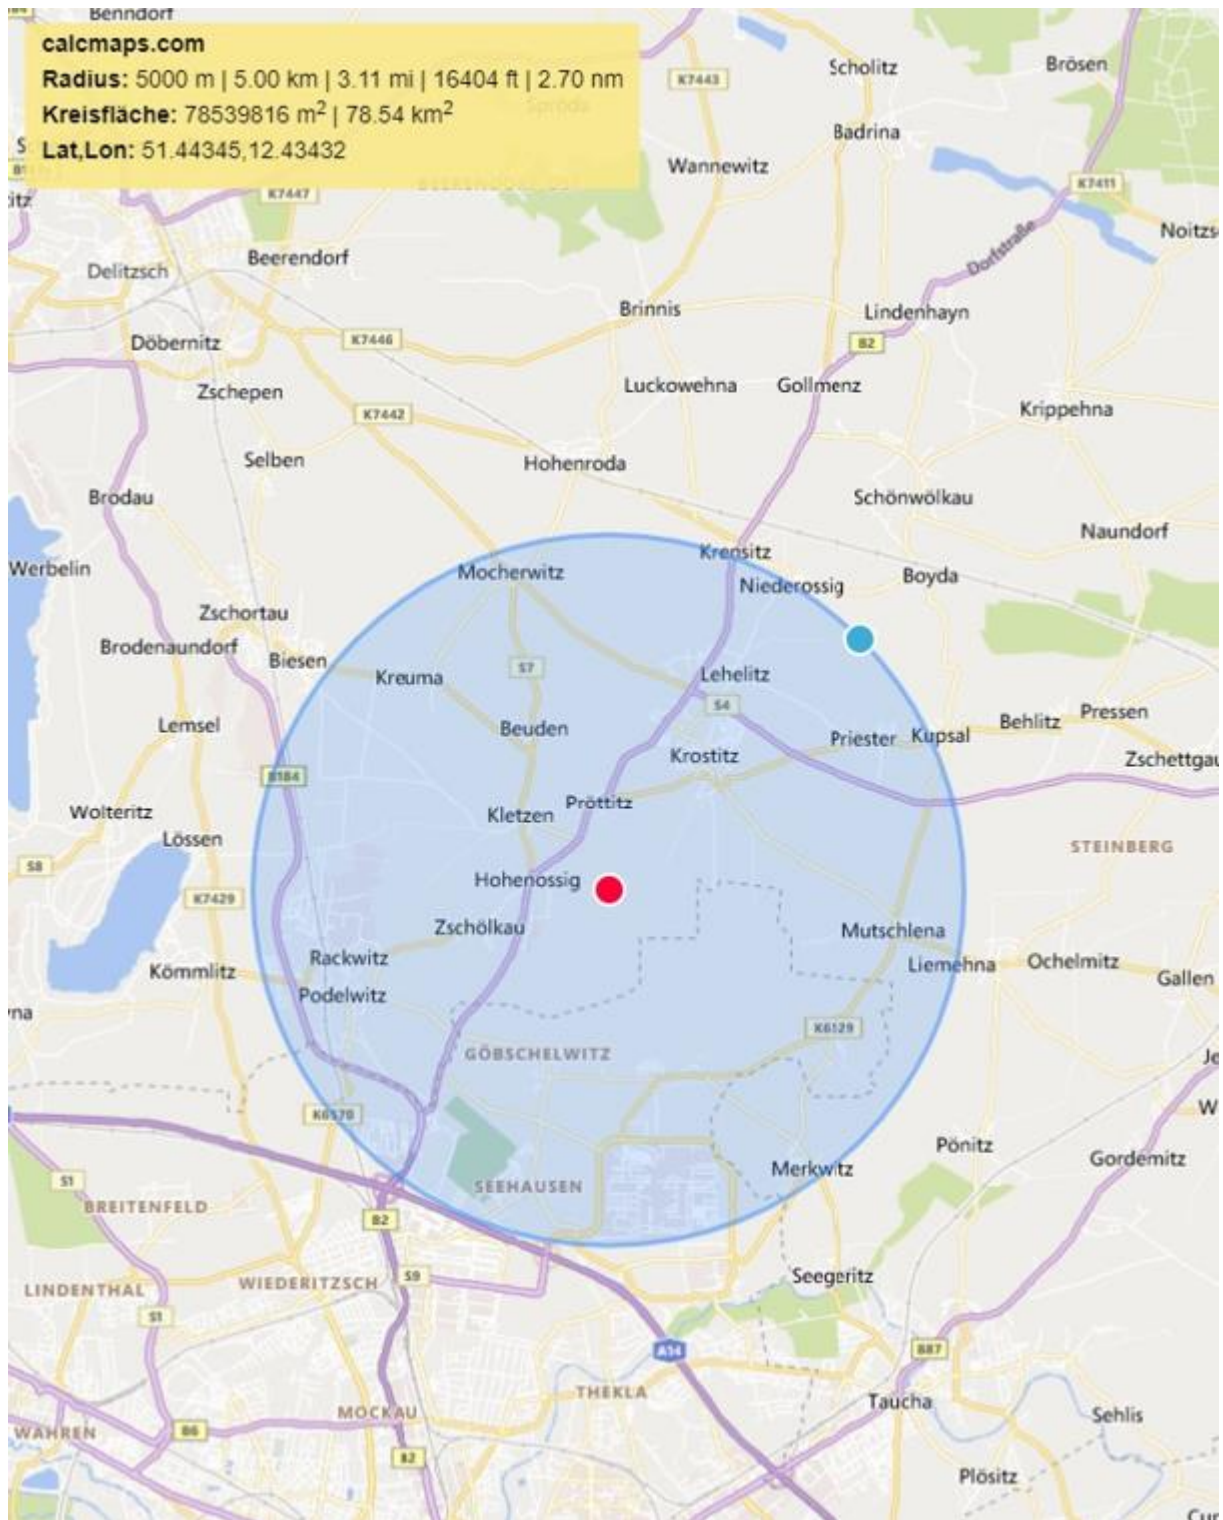 Benndorf
calcmaps.com
Radius: 5000 m | 5.00 km | 3.11 mi | 16404 ft | 2.70 nm
Kreisfläche: 78539816 m² | 78.54 km²
Lat,Lon: 51.44345,12.43432
K7443
Scholitz
Brösen
Badrina
Wannewitz
K7411
K7447
Dorfstraße
Beerendorf
Delitzsch
Brinnis
Lindenhayn
Döbernitz
K7446
B2
Zschepen
Luckowehna
Gollmenz
K7442
Krippehna
Selben
Hohenroda
Brodau
Schönwölkau
Naundorf
Krensitz
Werbelin
Mocherwitz
Niederossig
Boyda
Zschortau
Brodenaundorf
Biesen
Kreuma
S7
Lehelitz
S4
Lemsel
Beuden
Priester
Kupsal
Behlitz
Pressen
Krostitz
B184
Wolteritz
Kletzen
Pröttitz
Lössen
STEINBERG
S8
Hohenossig
K7429
Zschölkau
Mutschlena
Rackwitz
Kömmlitz
Liemehna
Ochelmitz
Gallen
Podelwitz
K6129
GÖBSCHELWITZ
K6170
Pönitz
Merkwitz
Gordemitz
S1
SEEHAUSEN
BREITENFELD
B2
S9
WIEDERITZSCH
Seegeritz
LINDENTHAL
S1
A14
B87
THEKLA
Taucha
MOCKAU
Sehlis
WAHREN
B6
B2
Plösitz